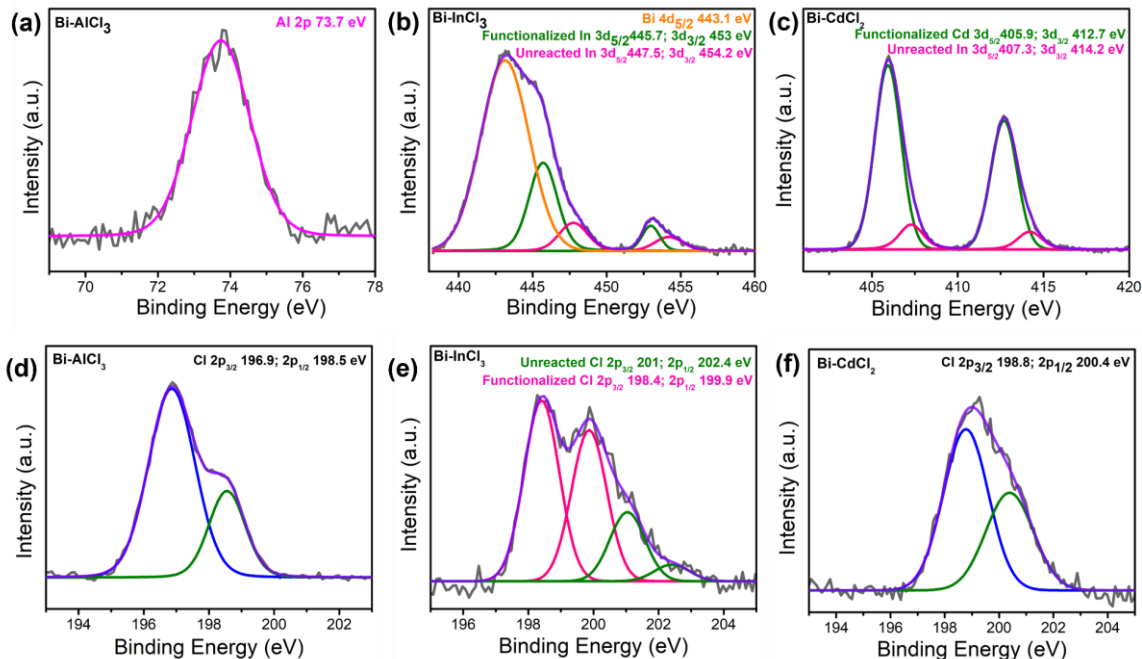 (a)
Bi-AlCl₃
Al 2p 73.7 eV
Intensity (a.u.)
70 72 74 76 78
Binding Energy (eV)
(b)
Bi-InCl₃
Bi 4d₅/₂ 443.1 eV
Functionalized In 3d₅/₂445.7; 3d₃/₂ 453 eV
Unreacted In 3d₅/₂447.5; 3d₃/₂ 454.2 eV
Intensity (a.u.)
440 445 450 455 460
Binding Energy (eV)
(c)
Bi-CdCl₂
Functionalized Cd 3d₅/₂405.9; 3d₃/₂ 412.7 eV
Unreacted In 3d₅/₂407.3; 3d₃/₂ 414.2 eV
Intensity (a.u.)
405 410 415 420
Binding Energy (eV)
(d)
Bi-AlCl₃
Cl 2p₃/₂ 196.9; 2p₁/₂ 198.5 eV
Intensity (a.u.)
194 196 198 200 202
Binding Energy (eV)
(e)
Bi-InCl₃
Unreacted Cl 2p₃/₂ 201; 2p₁/₂ 202.4 eV
Functionalized Cl 2p₃/₂ 198.4; 2p₁/₂ 199.9 eV
Intensity (a.u.)
196 198 200 202 204
Binding Energy (eV)
(f)
Bi-CdCl₂
Cl 2p₃/₂ 198.8; 2p₁/₂ 200.4 eV
Intensity (a.u.)
194 196 198 200 202 204
Binding Energy (eV)